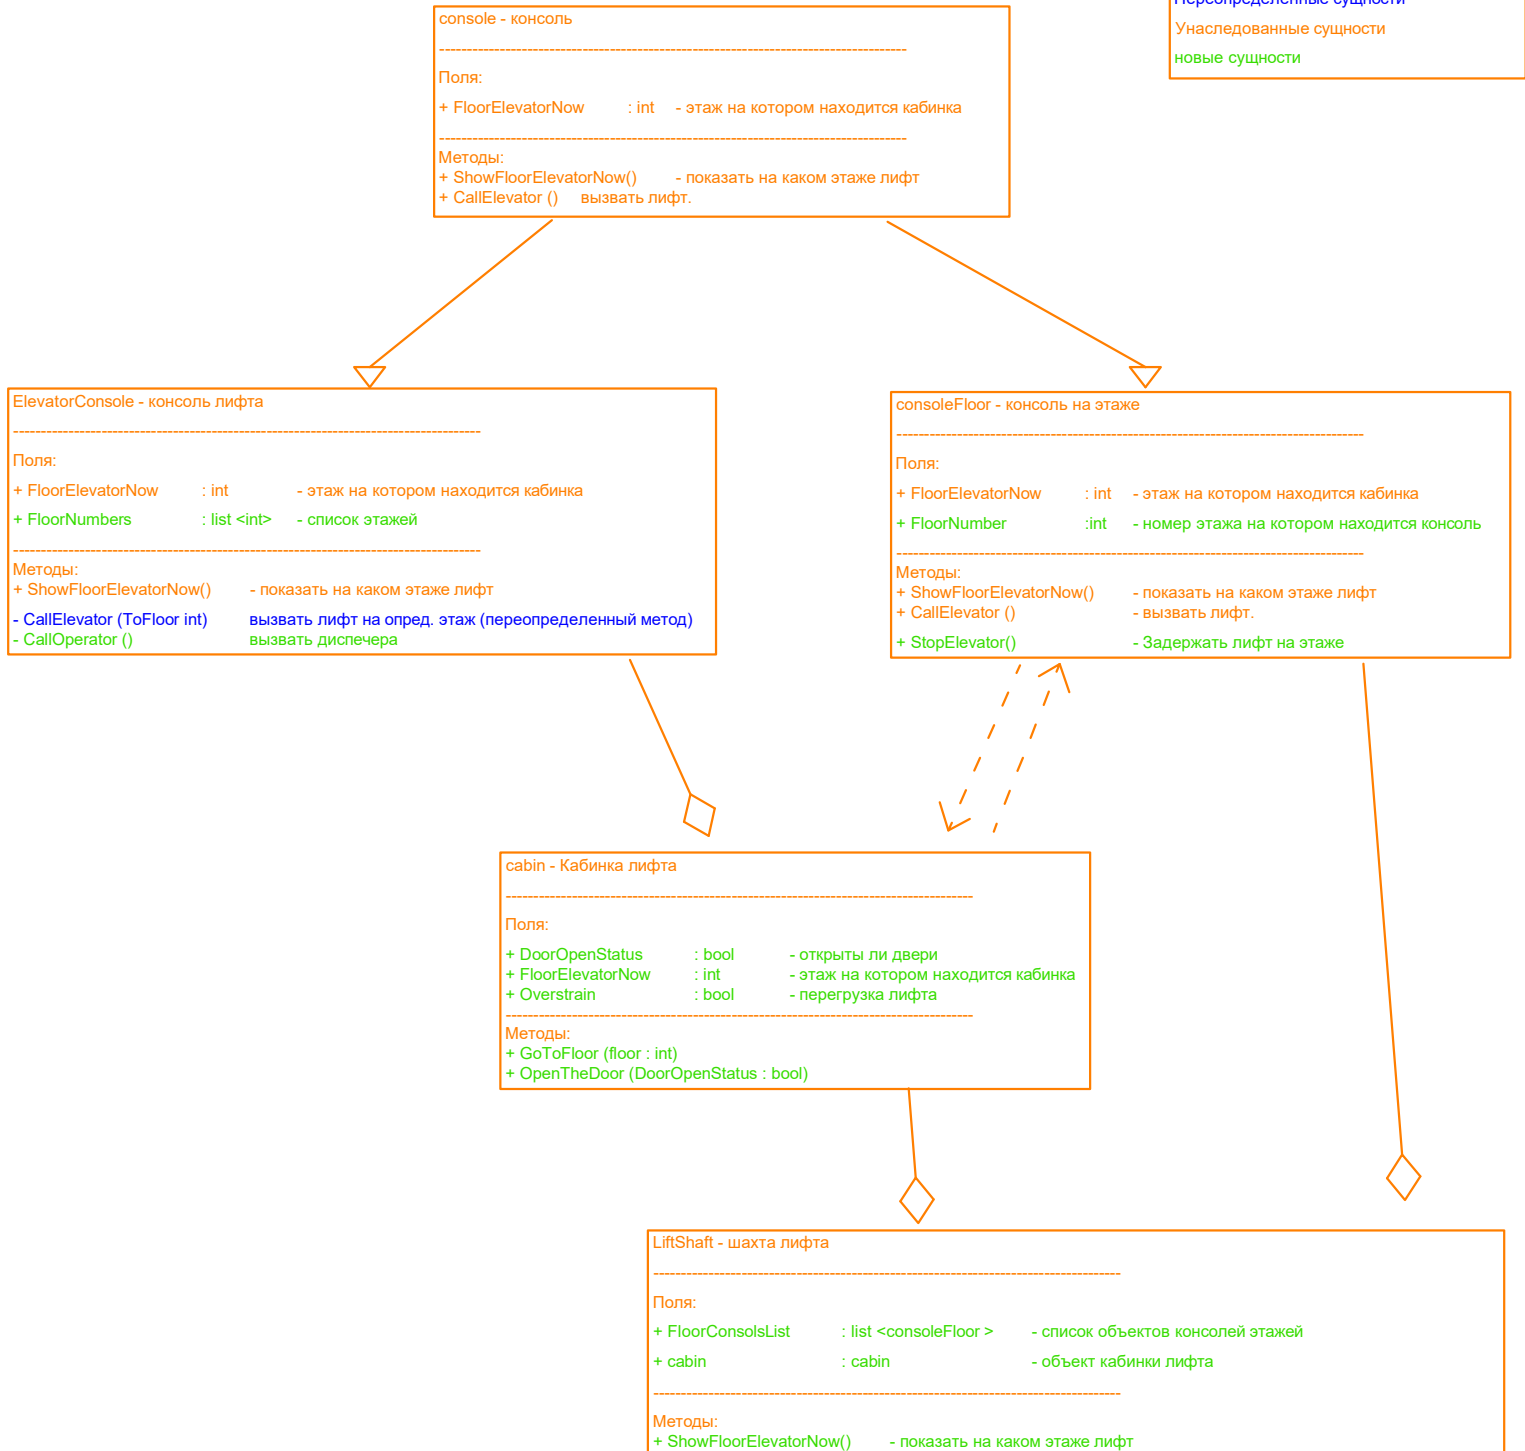 Переопределенные сущности
Унаследованные сущности
новые сущности
console - консоль
Поля:
+ FloorElevatorNow : int - этаж на котором находится кабинка
Методы:
+ ShowFloorElevatorNow() - показать на каком этаже лифт
+ CallElevator () вызвать лифт.
ElevatorConsole - консоль лифта
Поля:
+ FloorElevatorNow : int - этаж на котором находится кабинка
+ FloorNumbers : list <int> - список этажей
Методы:
+ ShowFloorElevatorNow() - показать на каком этаже лифт
- CallElevator (ToFloor int) вызвать лифт на опред. этаж (переопределенный метод)
- CallOperator () вызвать диспечера
consoleFloor - консоль на этаже
Поля:
+ FloorElevatorNow : int - этаж на котором находится кабинка
+ FloorNumber :int - номер этажа на котором находится консоль
Методы:
+ ShowFloorElevatorNow() - показать на каком этаже лифт
+ CallElevator () - вызвать лифт.
+ StopElevator() - Задержать лифт на этаже
cabin - Кабинка лифта
Поля:
+ DoorOpenStatus : bool - открыты ли двери
+ FloorElevatorNow : int - этаж на котором находится кабинка
+ Overstrain : bool - перегрузка лифта
Методы:
+ GoToFloor (floor : int)
+ OpenTheDoor (DoorOpenStatus : bool)
LiftShaft - шахта лифта
Поля:
+ FloorConsolsList : list <consoleFloor > - список объектов консолей этажей
+ cabin : cabin - объект кабинки лифта
Методы:
+ ShowFloorElevatorNow() - показать на каком этаже лифт